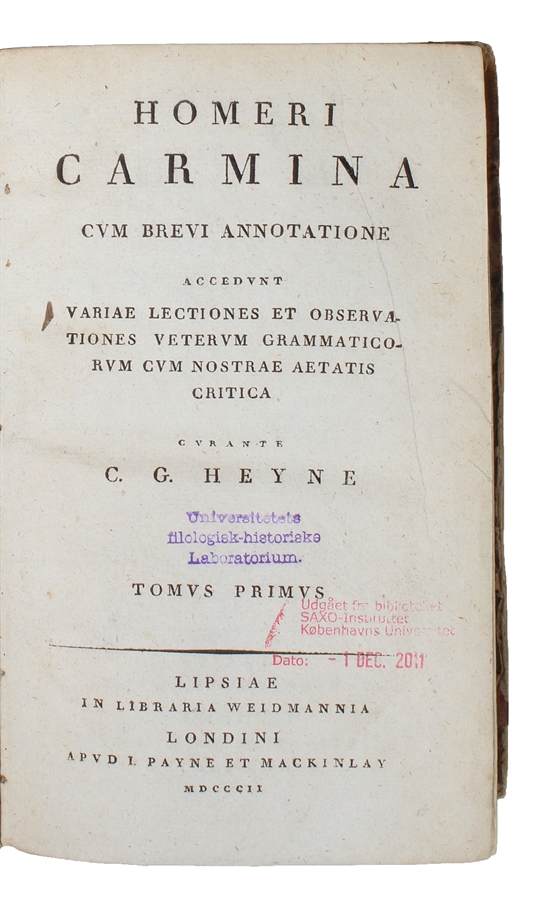 HOMERI
CARMINA
CVM BREVI ANNOTATIONE
ACCEDVNT
VARIAE LECTIONES ET OBSERVA-
TIONES VETERVM GRAMMATICO-
RVM CVM NOSTRAE AETATIS
CRITICA
CVRANTE
C. G. HEYNE
Universitetets
filologisk-historiske
Laboratorium.
TOMVS PRIMVS
Udgået fra biblioteket
SAXO-Instituttet
Københavns Universitet
Dato: - 1 DEC. 2011
LIPSIAE
IN LIBRARIA WEIDMANNIA
LONDINI
APVD I. PAYNE ET MACKINLAY
MDCCCII